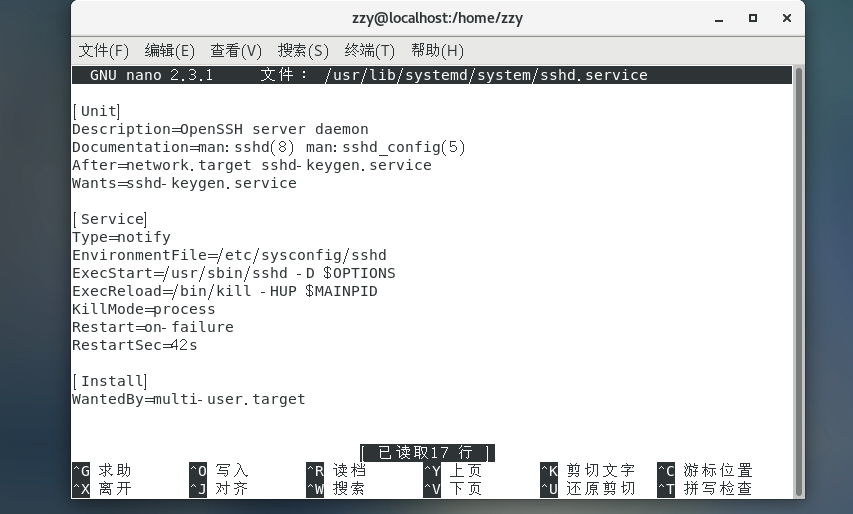 zzy@localhost:/home/zzy
文件(F) 编辑(E) 查看(V) 搜索(S) 终端(T) 帮助(H)
GNU nano 2.3.1 文件： /usr/lib/systemd/system/sshd.service
[Unit]
Description=OpenSSH server daemon
Documentation=man:sshd(8) man:sshd_config(5)
After=network.target sshd-keygen.service
Wants=sshd-keygen.service
[Service]
Type=notify
EnvironmentFile=/etc/sysconfig/sshd
ExecStart=/usr/sbin/sshd -D $OPTIONS
ExecReload=/bin/kill -HUP $MAINPID
KillMode=process
Restart=on-failure
RestartSec=42s
[Install]
WantedBy=multi-user.target
[ 已读取17 行 ]
^G 求助 ^O 写入 ^R 读档 ^Y 上页 ^K 剪切文字 ^C 游标位置
^X 离开 ^J 对齐 ^W 搜索 ^V 下页 ^U 还原剪切 ^T 拼写检查